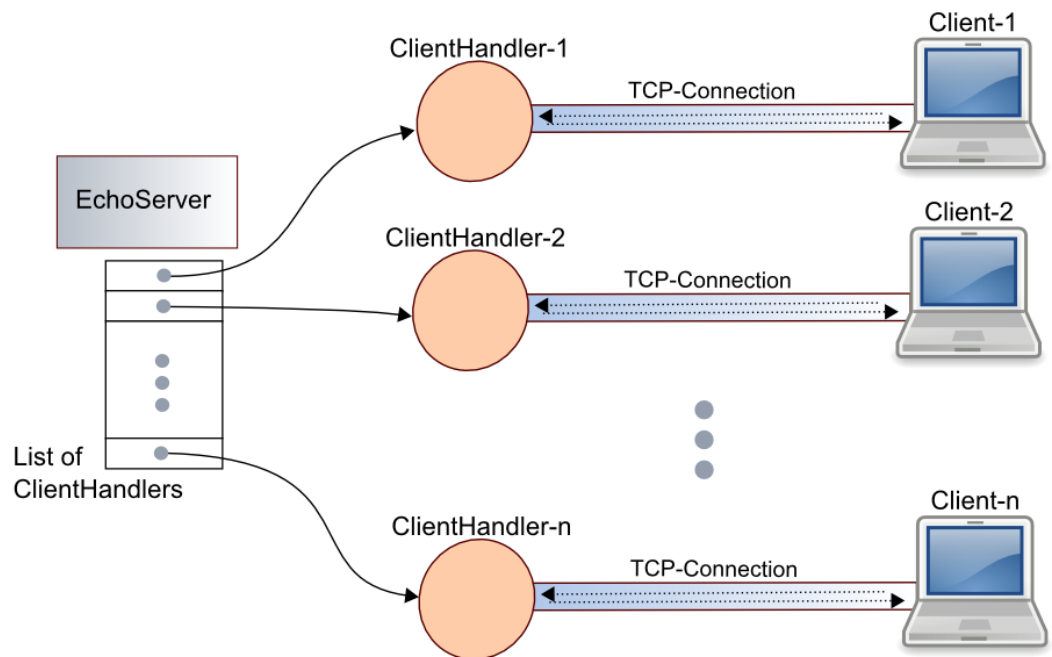 Client-1
ClientHandler-1
TCP-Connection
EchoServer
Client-2
ClientHandler-2
TCP-Connection
List of
ClientHandlers
Client-n
ClientHandler-n
TCP-Connection